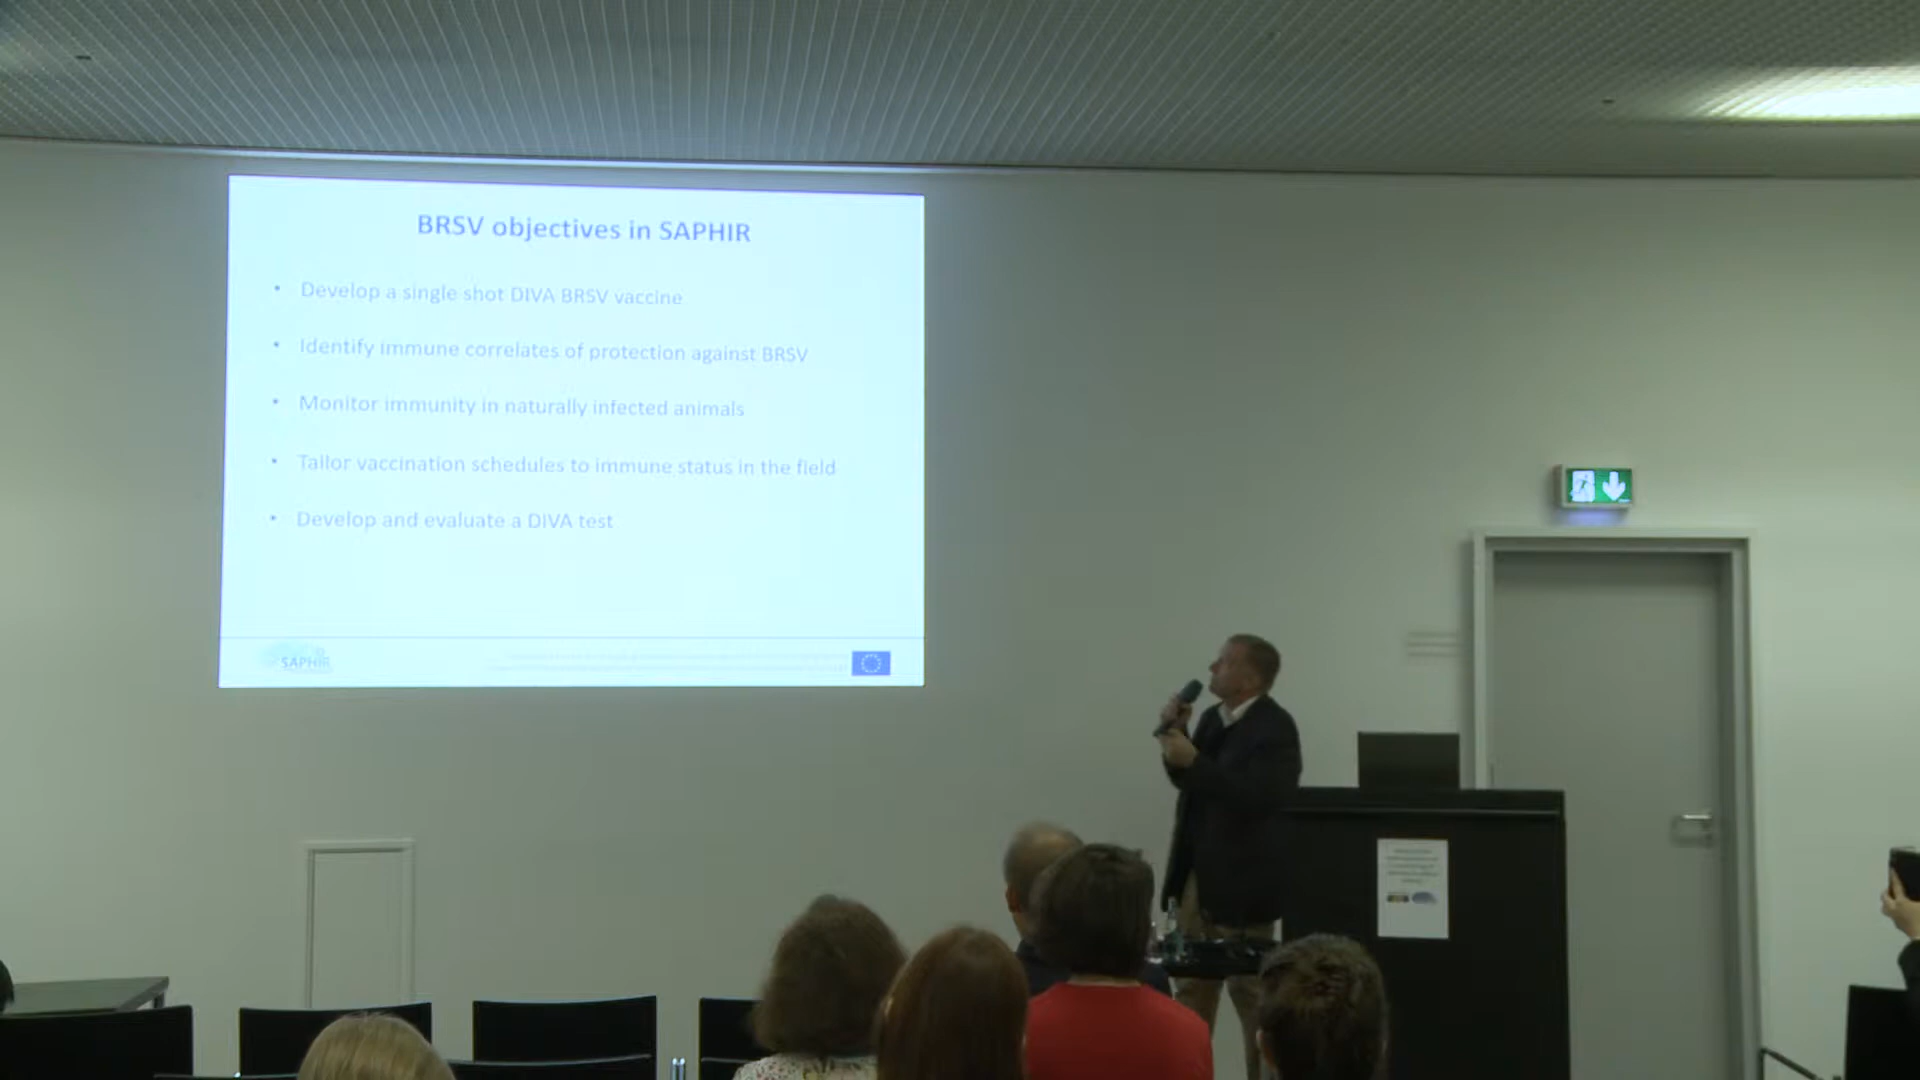 BRSV objectives in SAPHIR
• Develop a single shot DIVA BRSV vaccine
• Identify immune correlates of protection against BRSV
• Monitor immunity in naturally infected animals
• Tailor vaccination schedules to immune status in the field
• Develop and evaluate a DIVA test
SAPHIR